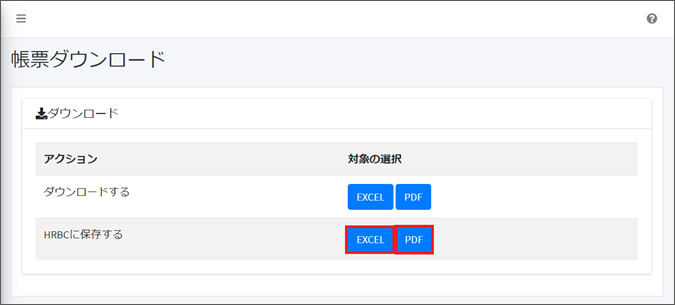 帳票ダウンロード
ダウンロード
アクション 対象の選択
ダウンロードする EXCEL PDF
HRBCに保存する EXCEL PDF